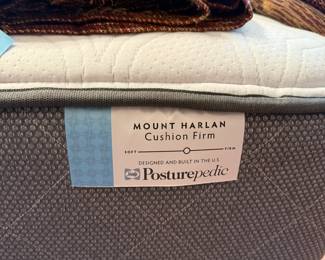 MOUNT HARLAN
Cushion Firm
SOFT FIRM
DESIGNED AND BUILT IN THE U.S
Posturepedic